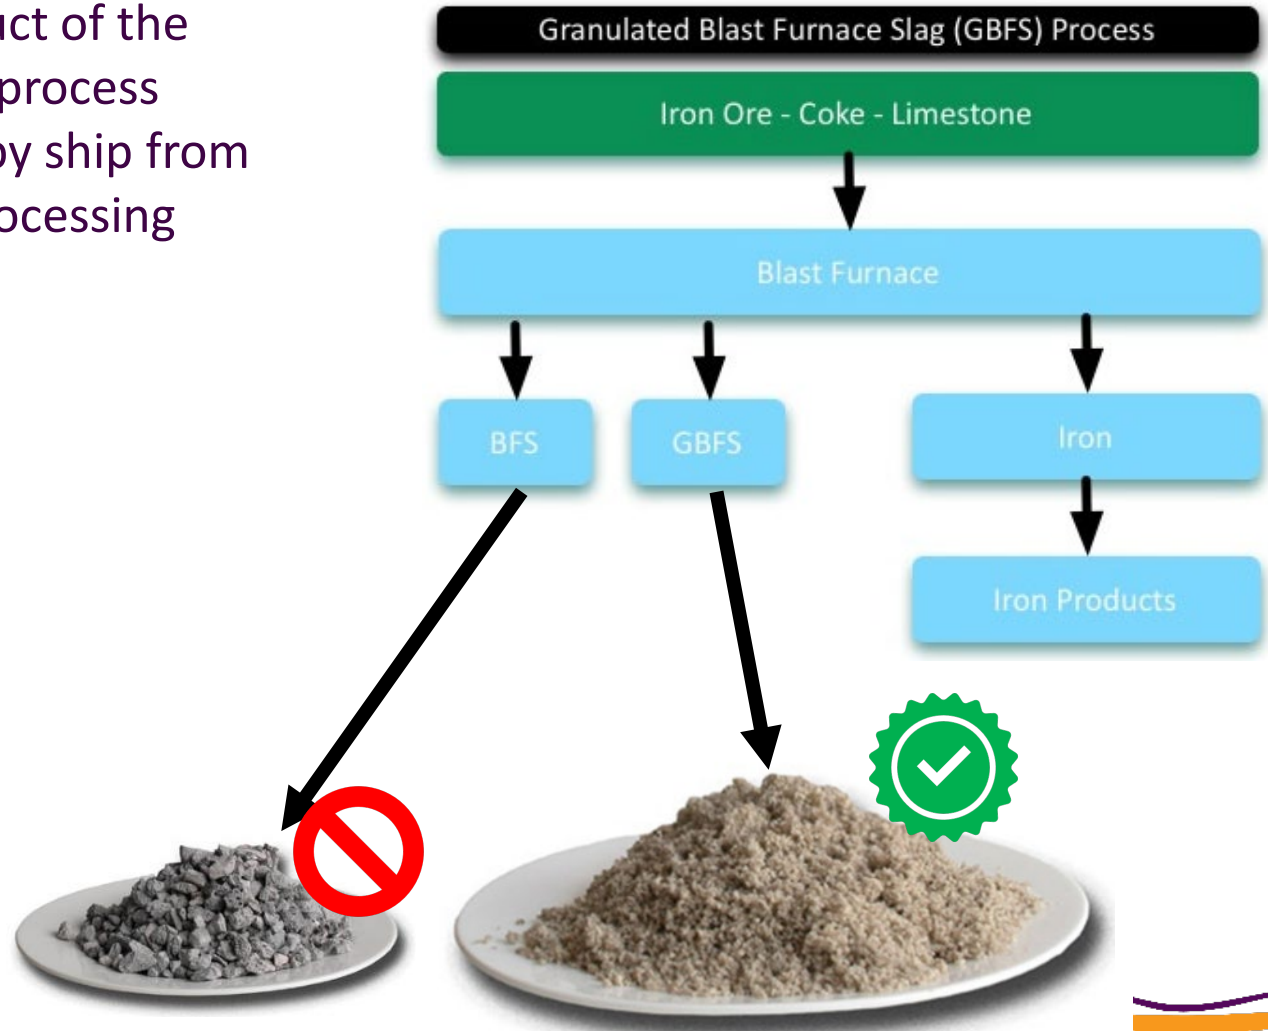 uct of the
process
by ship from
ocessing
Granulated Blast Furnace Slag (GBFS) Process
Iron Ore - Coke - Limestone
Blast Furnace
BFS
GBFS
Iron
Iron Products